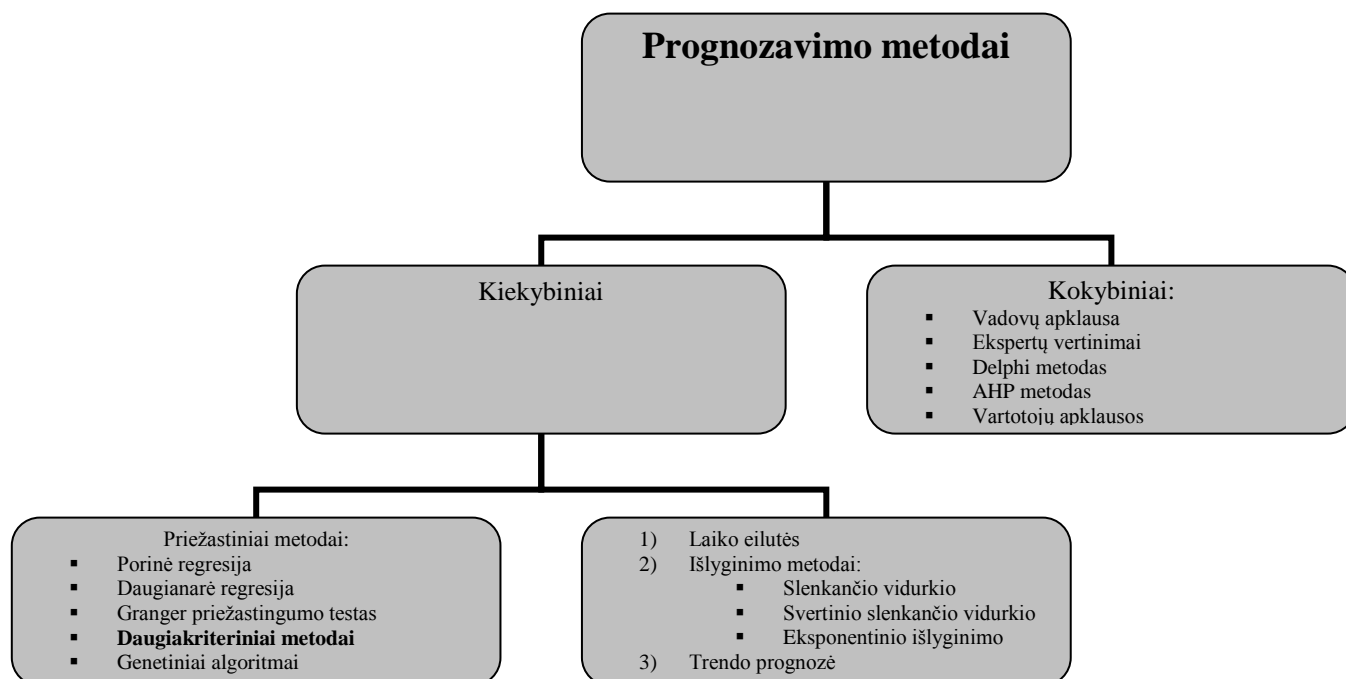 Prognozavimo metodai
Kiekybiniai
Kokybiniai:
▪ Vadovų apklausa
▪ Ekspertų vertinimai
▪ Delphi metodas
▪ AHP metodas
▪ Vartotojų apklausos
Priežastiniai metodai:
▪ Porinė regresija
▪ Daugianarė regresija
▪ Granger priežastingumo testas
▪ Daugiakriteriniai metodai
▪ Genetiniai algoritmai
1) Laiko eilutės
2) Išlyginimo metodai:
▪ Slenkančio vidurkio
▪ Svertinio slenkančio vidurkio
▪ Eksponentinio išlyginimo
3) Trendo prognozė